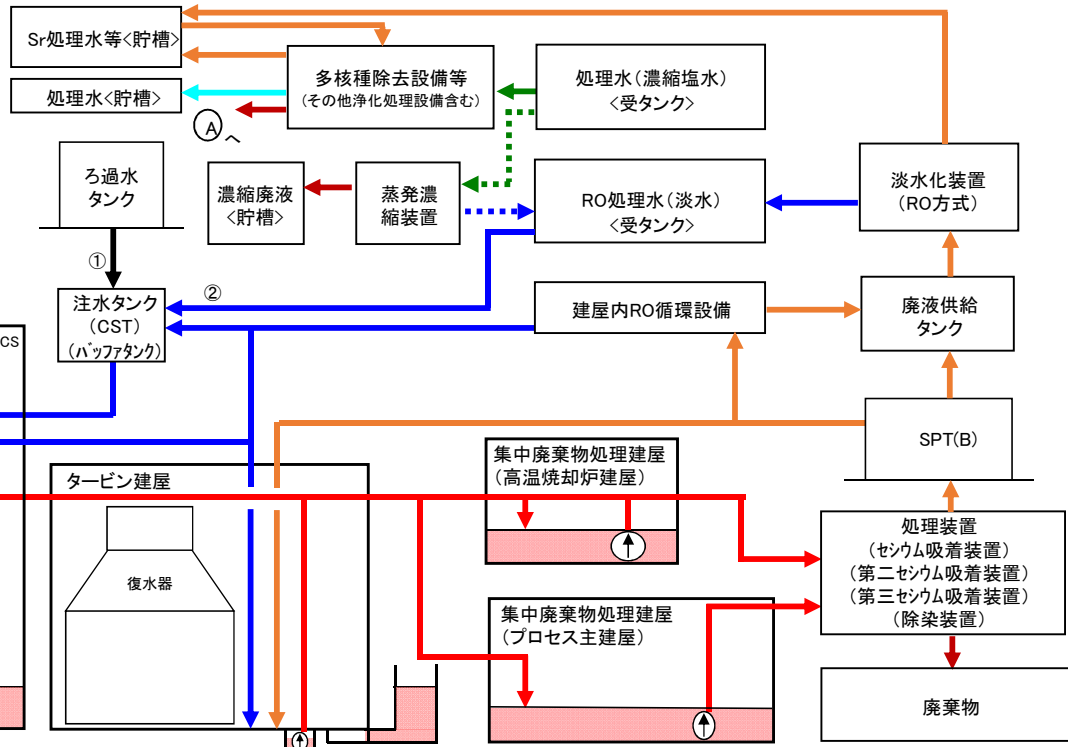 Sr処理水等<貯槽>
処理水<貯槽>
多核種除去設備等
(その他浄化処理設備含む)
A へ
処理水(濃縮塩水)
<受タンク>
ろ過水
タンク
濃縮廃液
<貯槽>
蒸発濃
縮装置
RO処理水(淡水)
<受タンク>
淡水化装置
(RO方式)
①
②
注水タンク
(CST)
(バッファタンク)
建屋内RO循環設備
廃液供給
タンク
CS
SPT(B)
タービン建屋
復水器
集中廃棄物処理建屋
(高温焼却炉建屋)
処理装置
(セシウム吸着装置)
(第二セシウム吸着装置)
(第三セシウム吸着装置)
(除染装置)
集中廃棄物処理建屋
(プロセス主建屋)
廃棄物